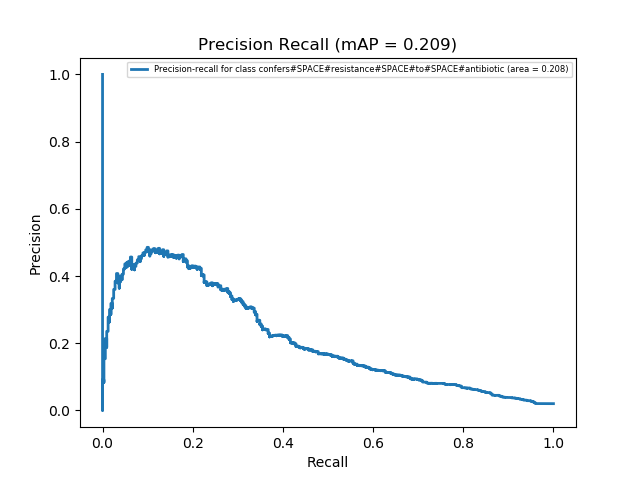 Precision Recall (mAP = 0.209)
Precision-recall for class confers#SPACE#resistance#SPACE#to#SPACE#antibiotic (area = 0.208)
1.0
0.8
0.6
0.4
0.2
0.0
Precision
0.0 0.2 0.4 0.6 0.8 1.0
Recall